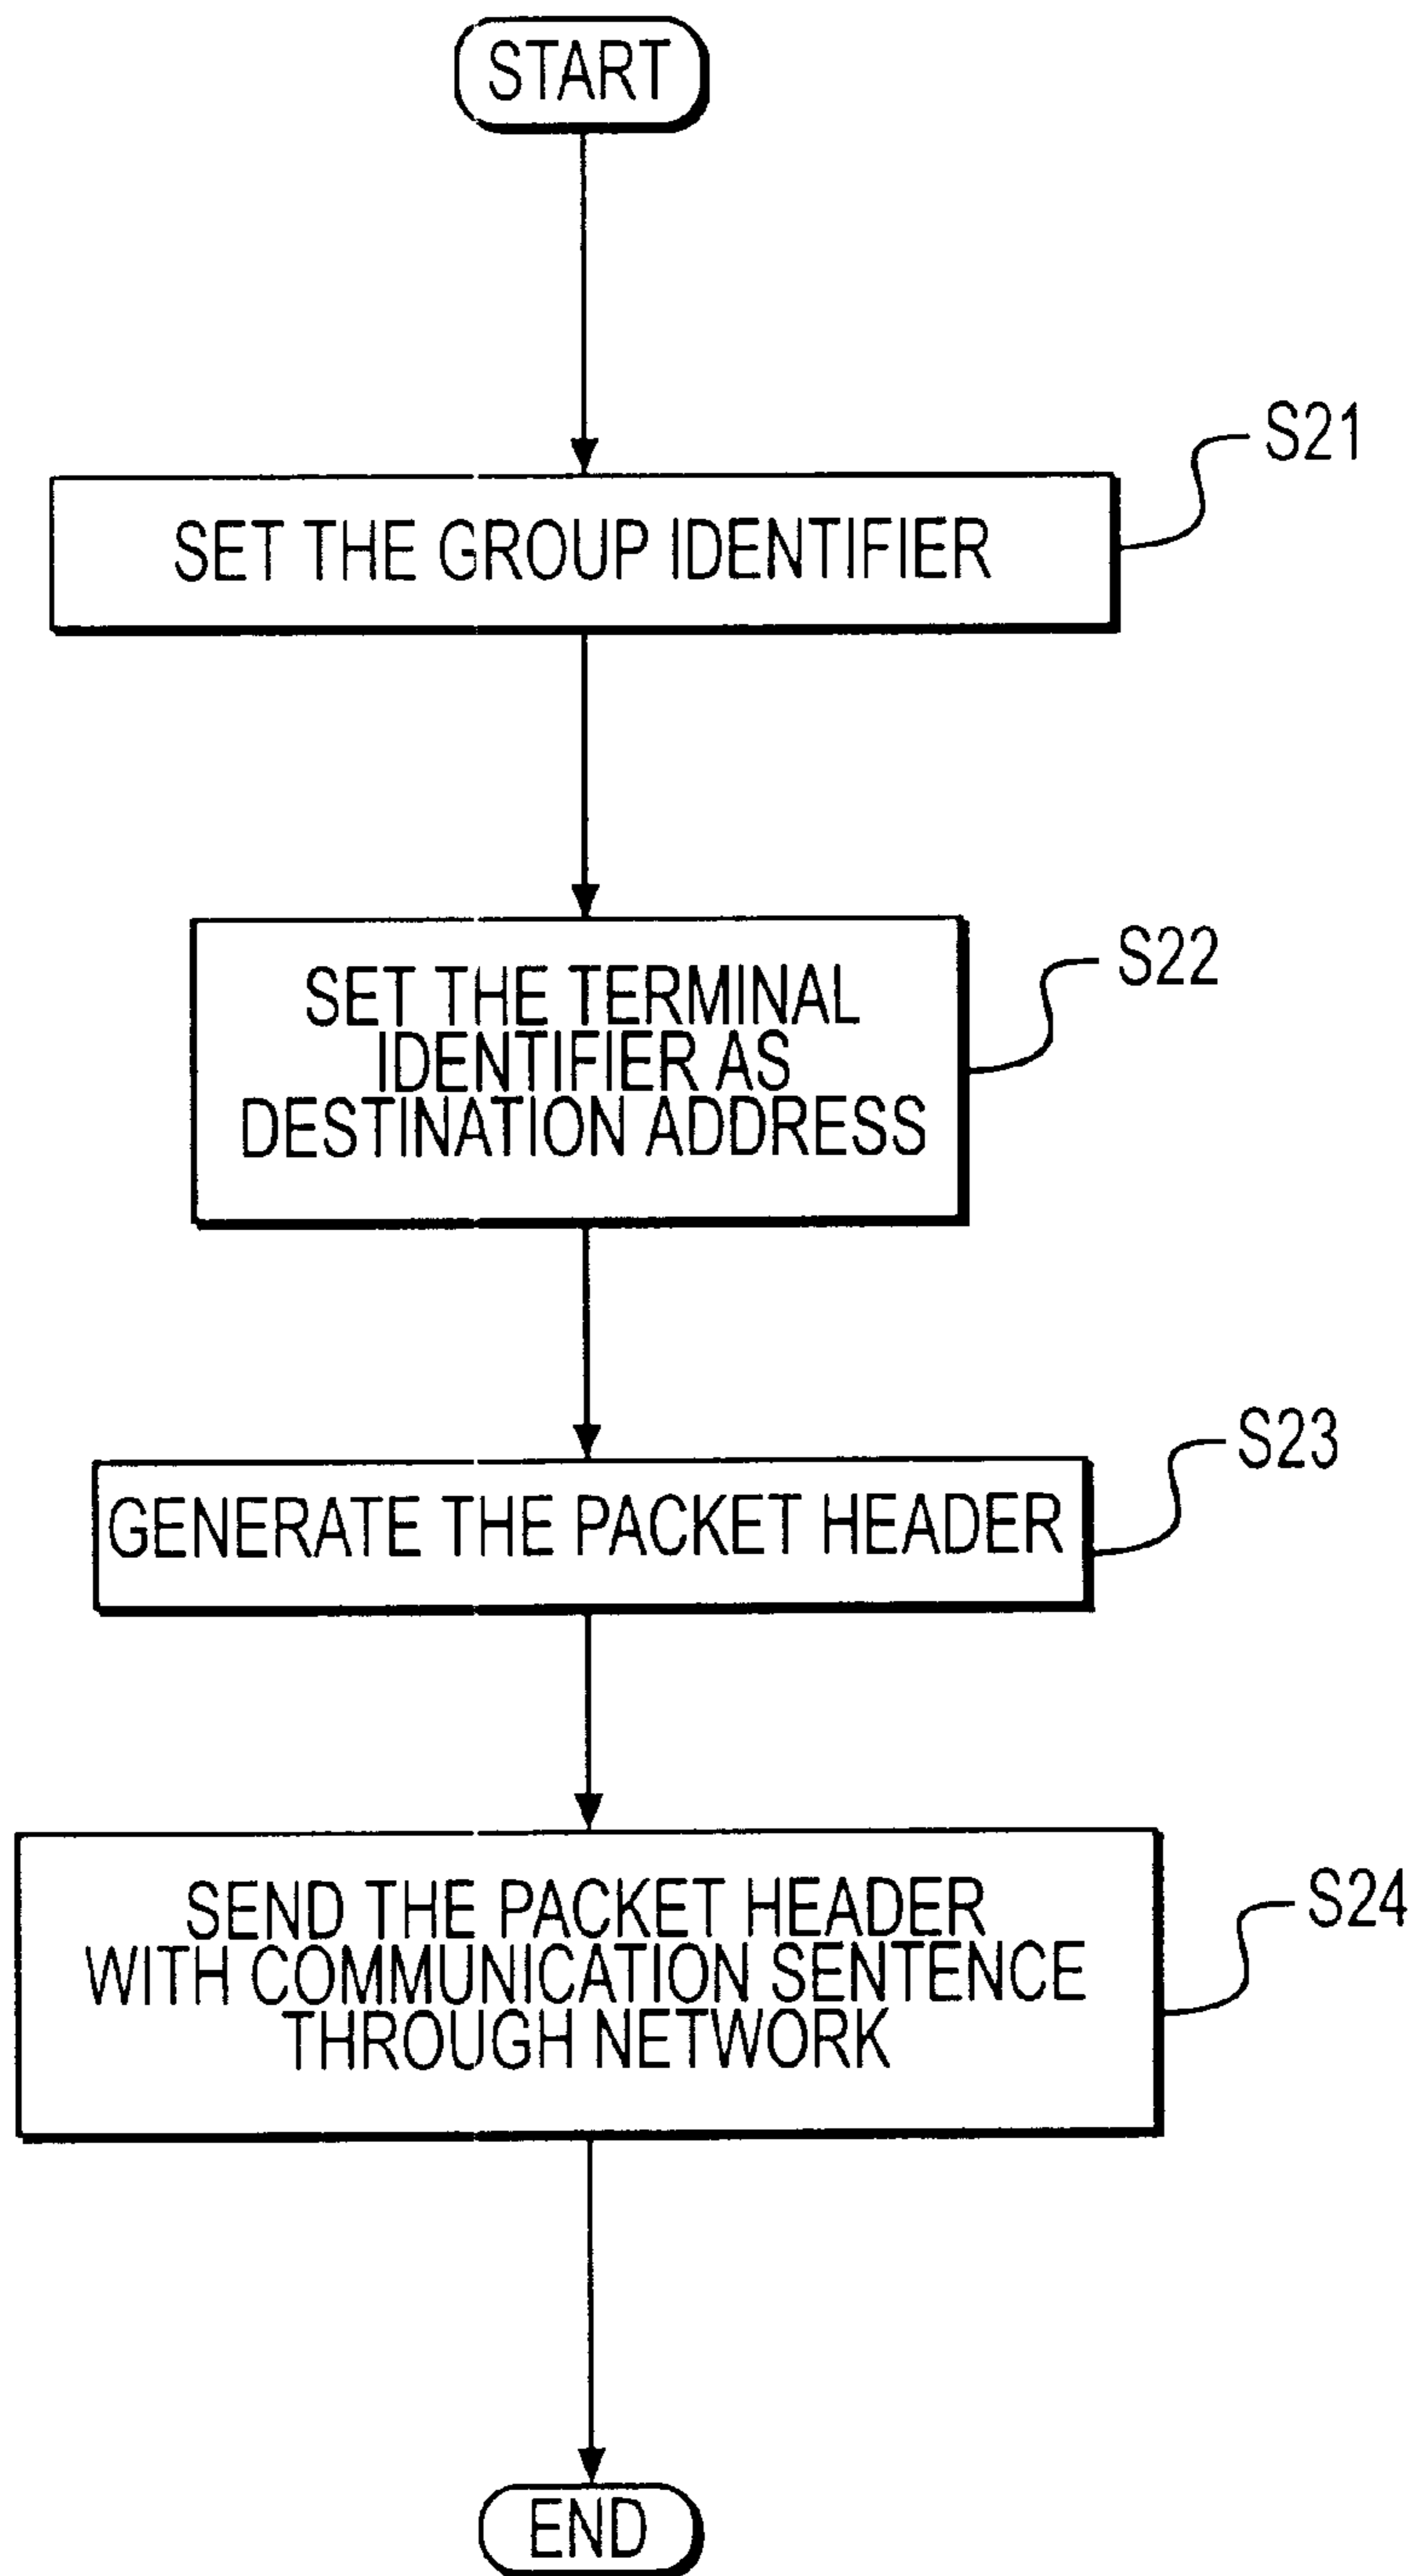 START
S21
SET THE GROUP IDENTIFIER
S22
SET THE TERMINAL
IDENTIFIER AS
DESTINATION ADDRESS
S23
GENERATE THE PACKET HEADER
S24
SEND THE PACKET HEADER
WITH COMMUNICATION SENTENCE
THROUGH NETWORK
END